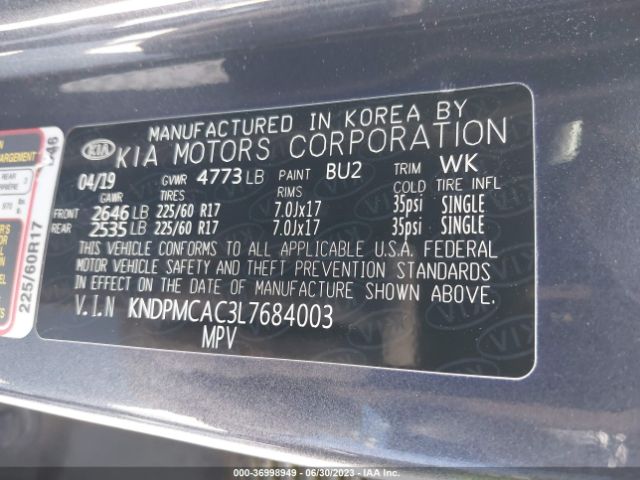 MANUFACTURED IN KOREA BY
KIA KIA MOTORS CORPORATION
04/19 GVWR 4773 LB PAINT BU2 TRIM WK
GAWR TIRES RIMS COLD TIRE INFL
FRONT 2646 LB 225/60 R17 7.0Jx17 35psi SINGLE
REAR 2535 LB 225/60 R17 7.0Jx17 35psi SINGLE
THIS VEHICLE CONFORMS TO ALL APPLICABLE U.S.A. FEDERAL
MOTOR VEHICLE SAFETY AND THEFT PREVENTION STANDARDS
IN EFFECT ON THE DATE OF MANUFACTURE SHOWN ABOVE.
V.I.N KNDPMCAC3L7684003
MPV
225/60R17
REAR
970
000-36998949 - 06/30/2023 - IAA Inc.